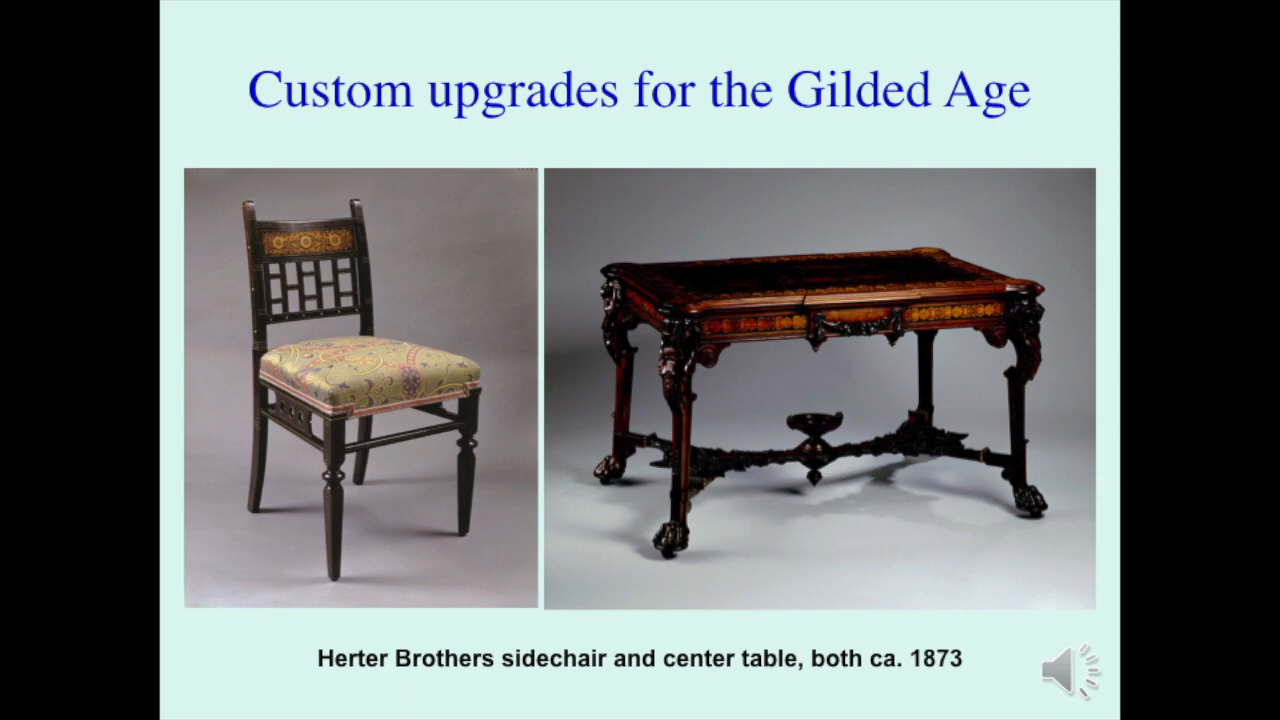 Custom upgrades for the Gilded Age
Herter Brothers sidechair and center table, both ca. 1873